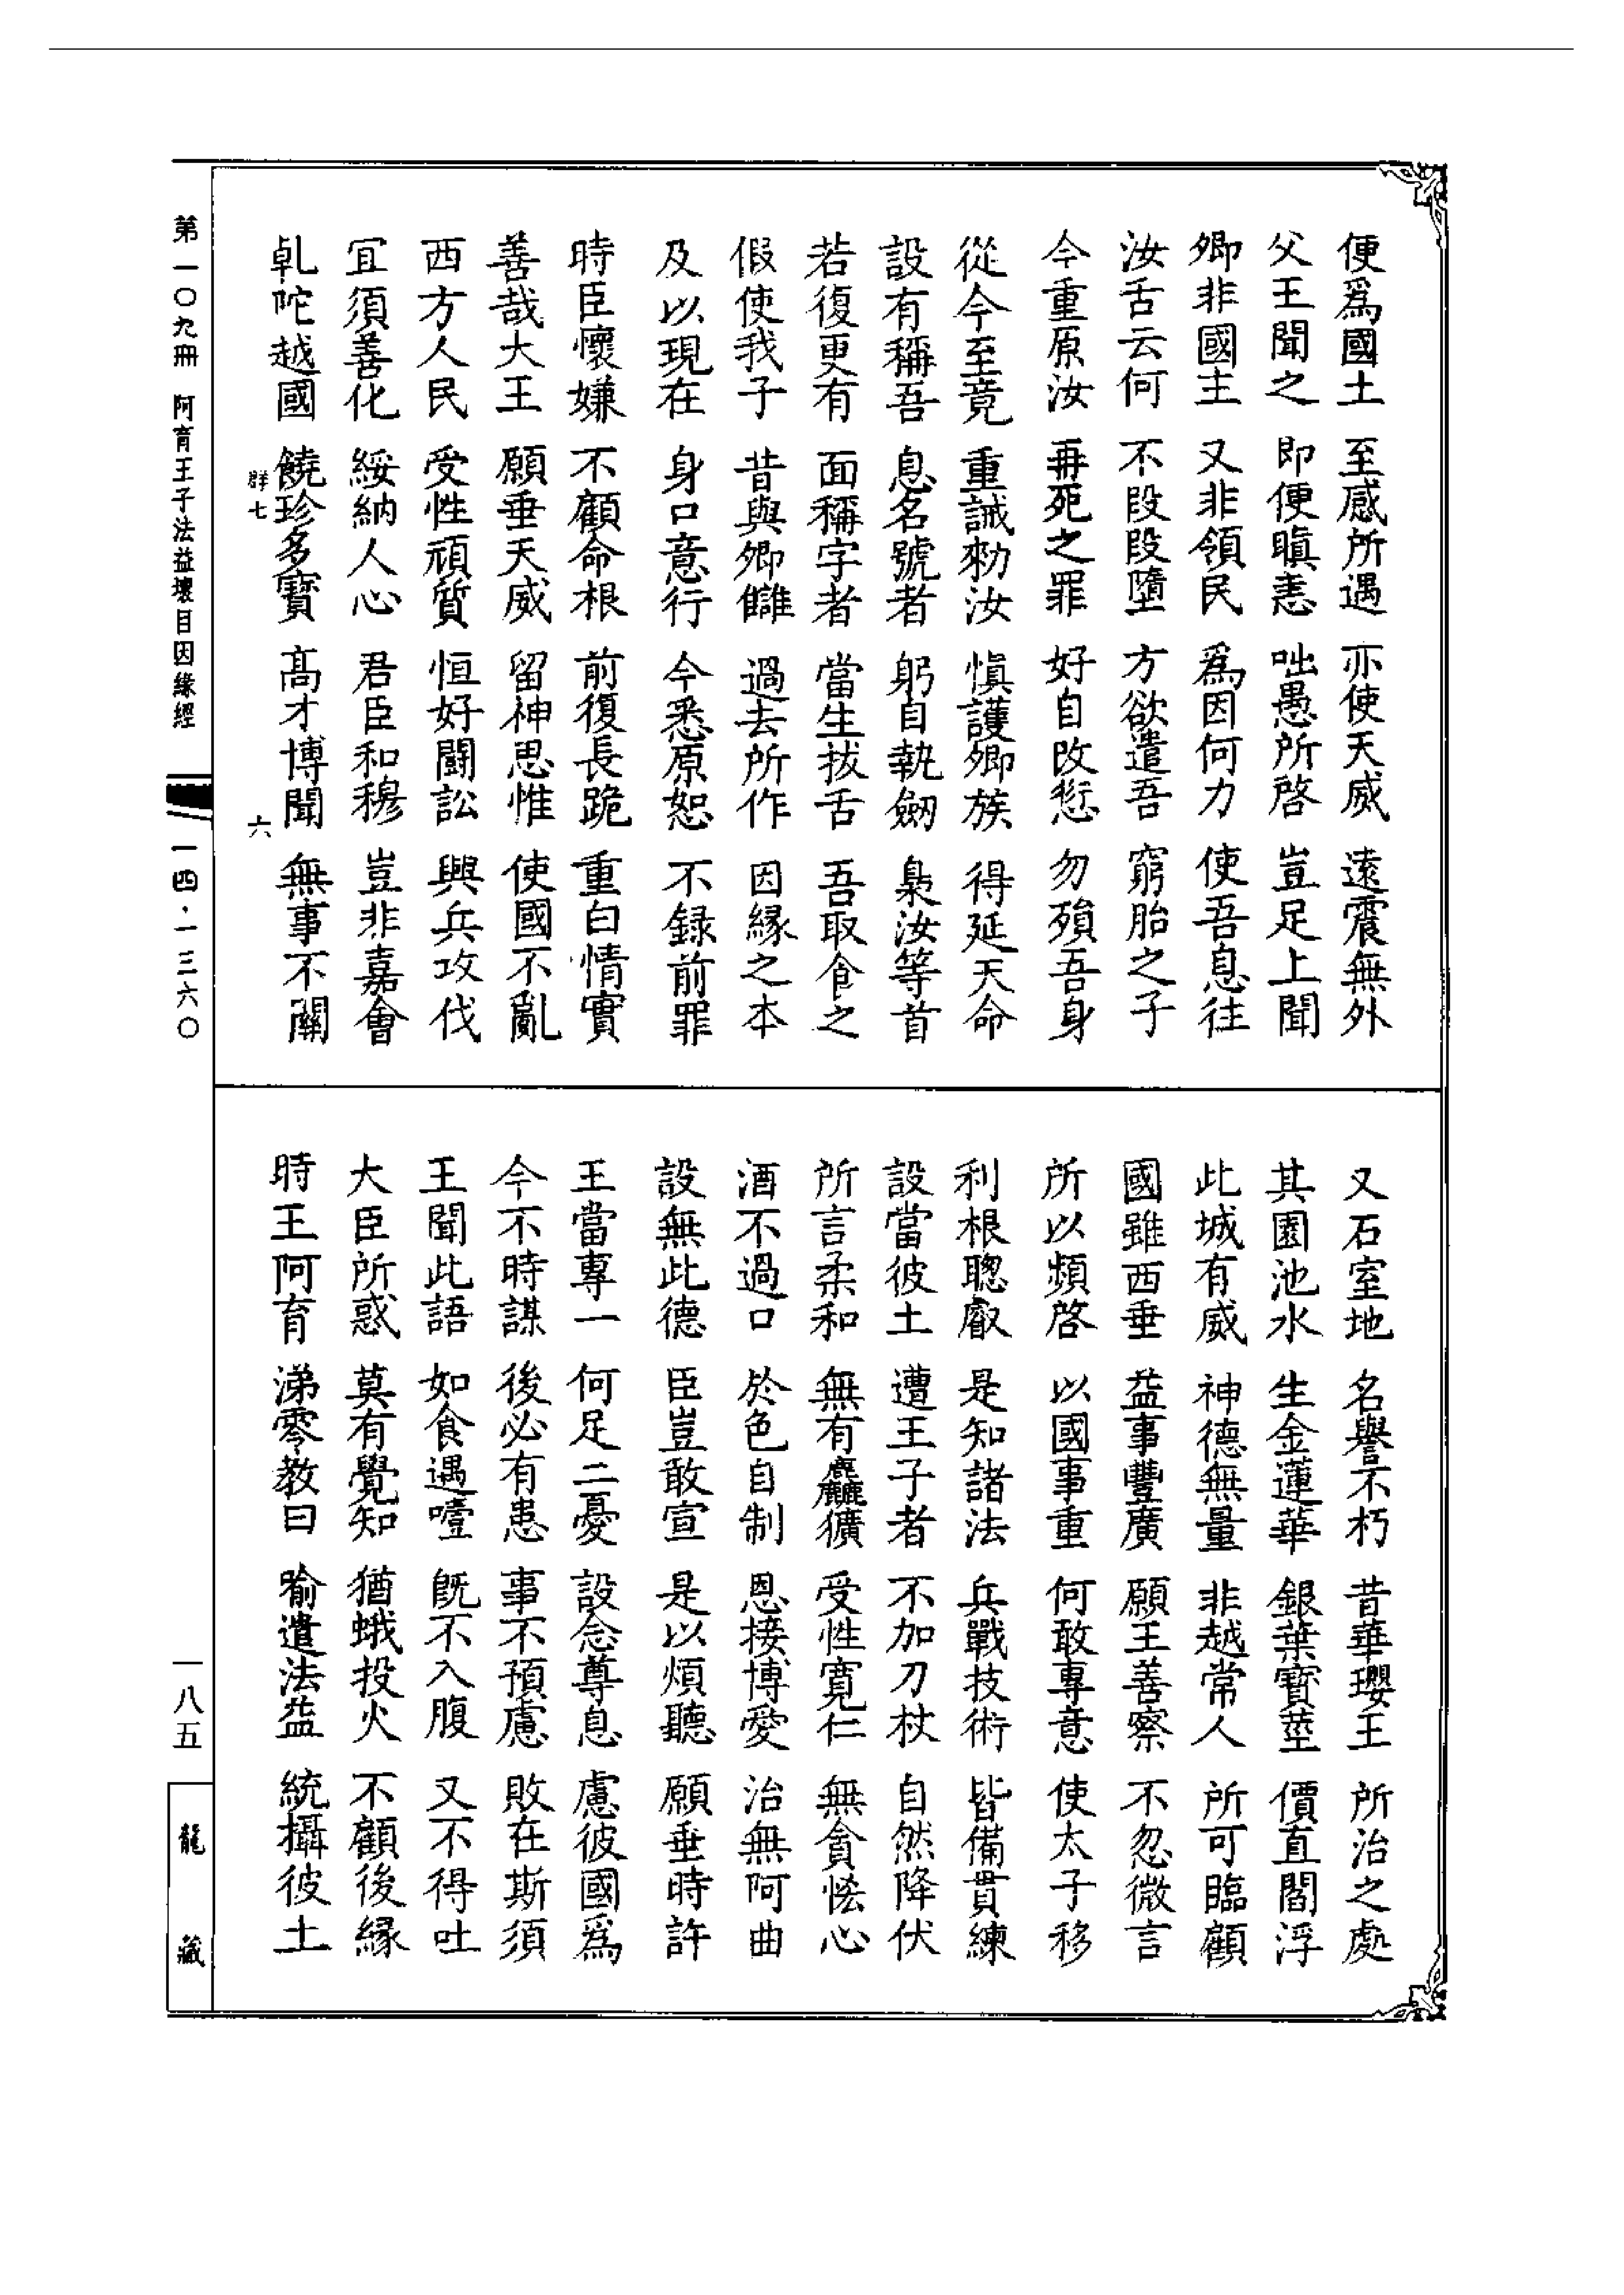 便爲國土 至感所遇 亦使天威 遠震無外
父王聞之 即便瞋恚 咄愚所啓 豈足上聞
卿非國主 又非領民 爲因何力 使吾息往
汝舌云何 不段段墮 方欲遣吾 窮胎之子
今重原汝 再死之罪 好自改愆 勿殞吾身
從今至竟 重誡勑汝 愼護卿族 得延天命
設有稱吾 息名號者 躬自執劒 梟汝等首
若復更有 面稱字者 當生拔舌 吾取食之
假使我子 昔與卿讎 過去所作 因緣之本
及以現在 身口意行 今悉原恕 不録前罪
時臣懷嫌 不顧命根 前復長跪 重白情實
善哉大王 願垂天威 留神思惟 使國不亂
西方人民 受性頑質 恒好鬪訟 興兵攻伐
宜須善化 綏納人心 君臣和穆 豈非嘉會
乹陀越國 饒珍多寶 高才博聞 無事不閞
群七 六
又石室地 名譽不朽 昔華瓔王 所治之處
其園池水 生金蓮華 銀葉寶莖 價直閻浮
此城有威 神德無量 非越常人 所可臨顧
國雖西垂 益事豐廣 願王善察 不忽微言
所以頻啓 以國事重 何敢專意 使太子移
利根聰叡 是知諸法 兵戰技術 皆備貫練
設當彼土 遭王子者 不加刀杖 自然降伏
所言柔和 無有麤獷 受性寬仁 無貪悋心
酒不過口 於色自制 恩接博愛 治無阿曲
設無此德 臣豈敢宣 是以煩聽 願垂時許
王當專一 何足二憂 設念尊息 慮彼國爲
今不時謀 後必有患 事不預慮 敗在斯須
王聞此語 如食遇噎 旣不入腹 又不得吐
大臣所惑 莫有覺知 猶蛾投火 不顧後緣
時王阿育 涕零教曰 喻遣法益 統攝彼土
第一〇九冊 阿育王子法益壞目因緣經 一四·一三六〇 一八五 龍藏